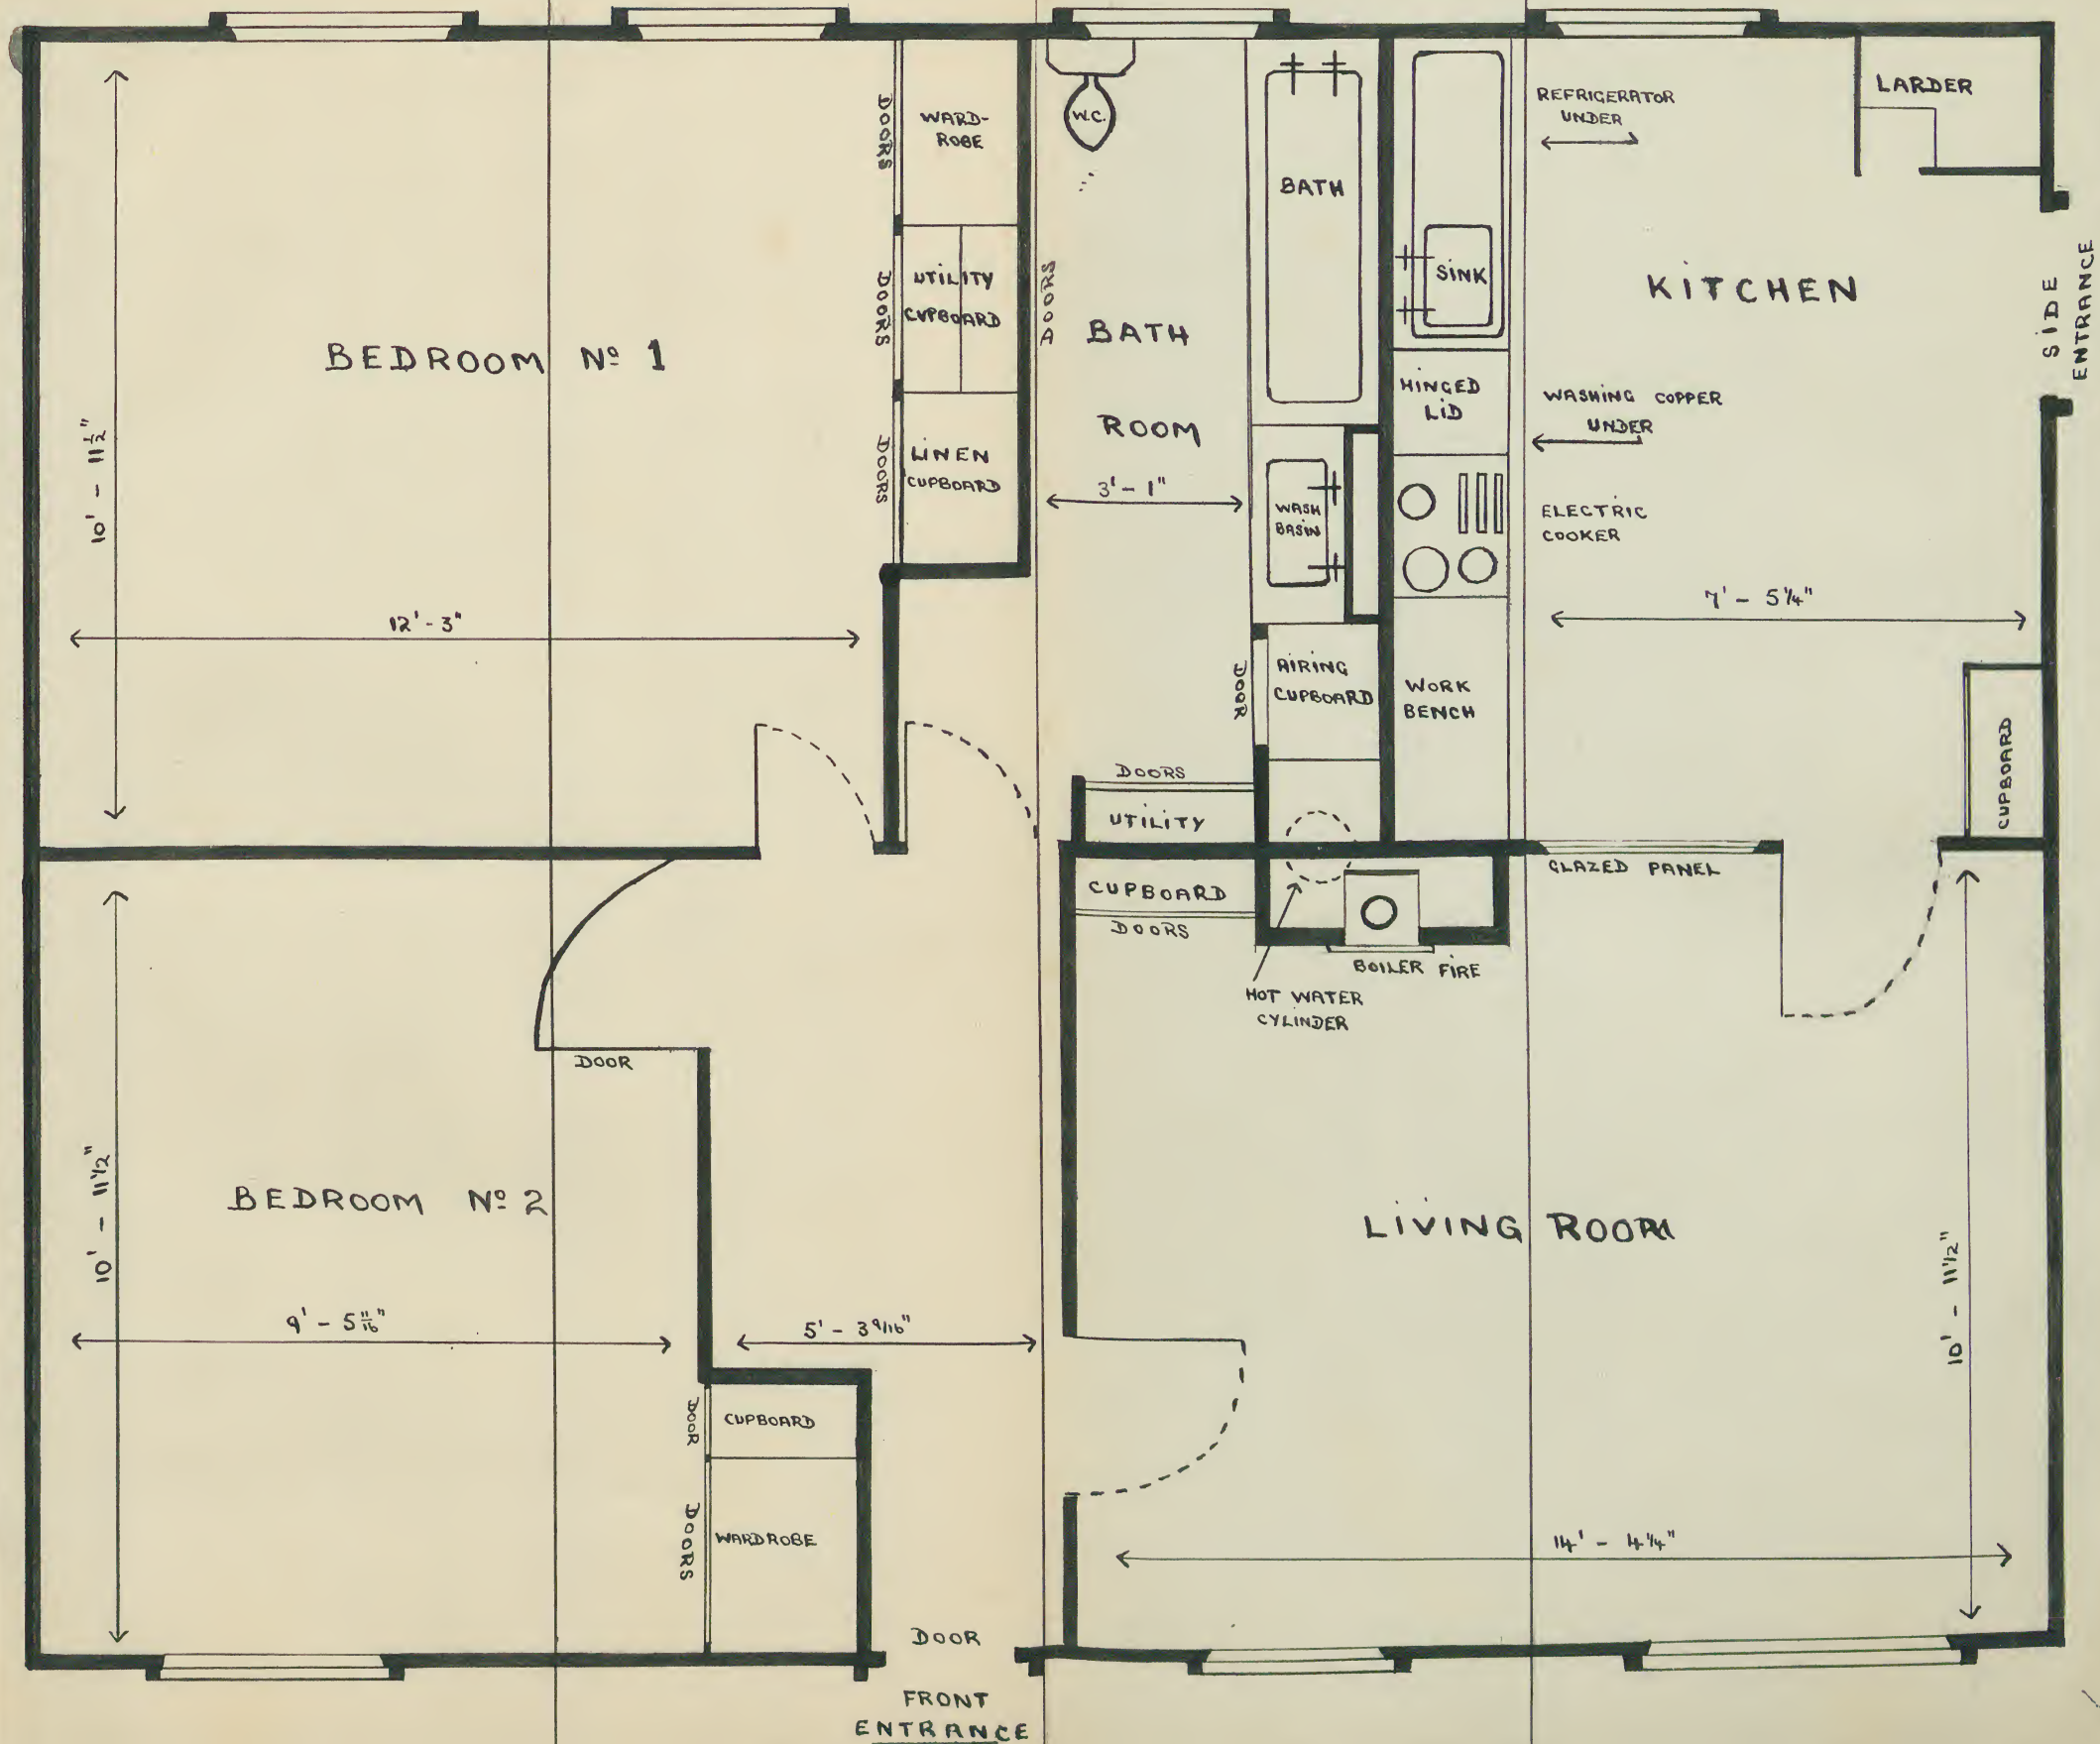 DOORS
WARD-
ROBE
DOORS
UTILITY
CUPBOARD
DOORS
LINEN
CUPBOARD
BEDROOM Nº 1
10' - 11½"
12' - 3"
W.C.
BATH
BATH
ROOM
3' - 1"
WASH
BASIN
DOOR
AIRING
CUPBOARD
DOORS
UTILITY
SINK
HINGED
LID
WORK
BENCH
REFRIGERATOR
UNDER
LARDER
KITCHEN
SIDE
ENTRANCE
WASHING COPPER
UNDER
ELECTRIC
COOKER
7' - 5¼"
CUPBOARD
GLAZED PANEL
CUPBOARD
DOORS
BOILER FIRE
HOT WATER
CYLINDER
DOOR
BEDROOM Nº 2
10' - 11½"
9' - 5 11/16"
5' - 3 9/16"
LIVING ROOM
10' - 11½"
14' - 4¼"
DOOR
CUPBOARD
DOORS
WARDROBE
DOOR
FRONT
ENTRANCE